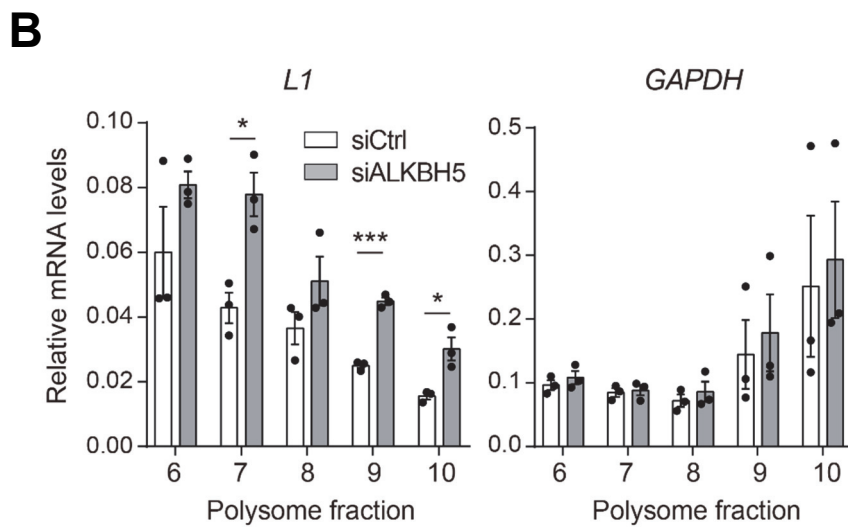 B
L1
GAPDH
Relative mRNA levels
0.10
0.08
0.06
0.04
0.02
0.00
*
***
*
siCtrl
siALKBH5
6 7 8 9 10
Polysome fraction
0.5
0.4
0.3
0.2
0.1
0.0
6 7 8 9 10
Polysome fraction